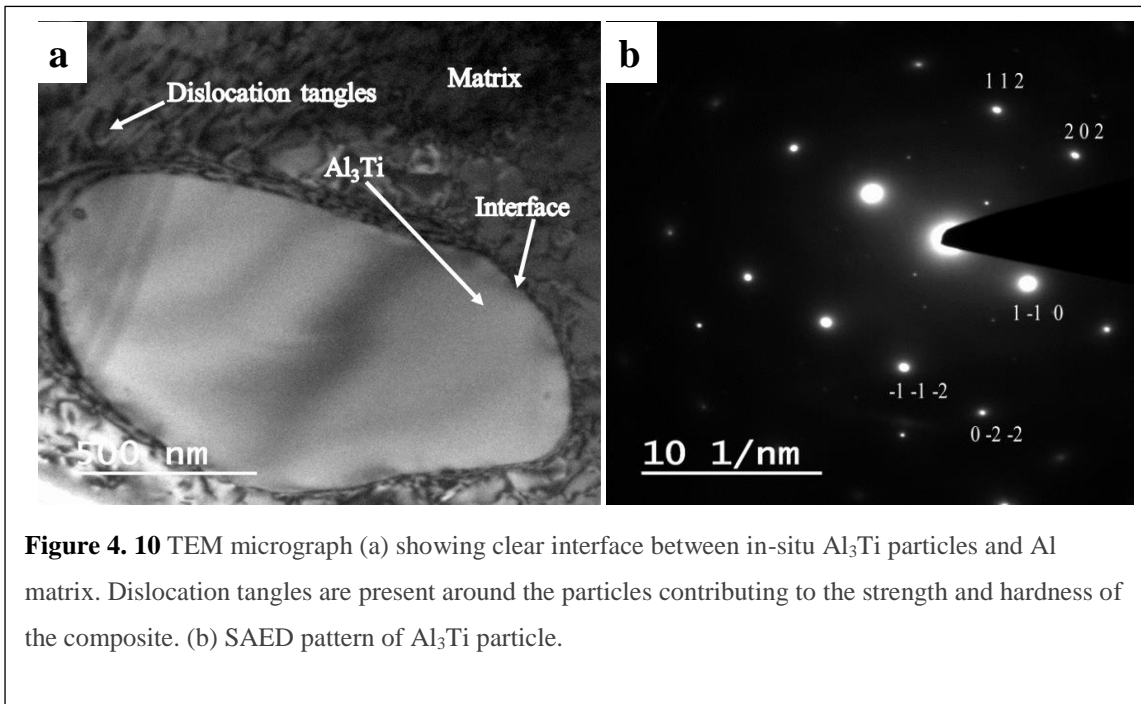 a
Dislocation tangles
Matrix
Al₃Ti
Interface
500 nm
b
1 1 2
2 0 2
1 -1 0
-1 -1 -2
0 -2 -2
10 1/nm
Figure 4. 10 TEM micrograph (a) showing clear interface between in-situ Al₃Ti particles and Al
matrix. Dislocation tangles are present around the particles contributing to the strength and hardness of
the composite. (b) SAED pattern of Al₃Ti particle.